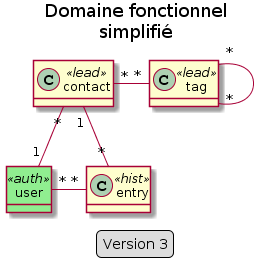 Domaine fonctionnel
simplifié
C «lead» contact
* *
C «lead» tag
*
*
* 1
1 *
«auth» user
* *
C «hist» entry
Version 3